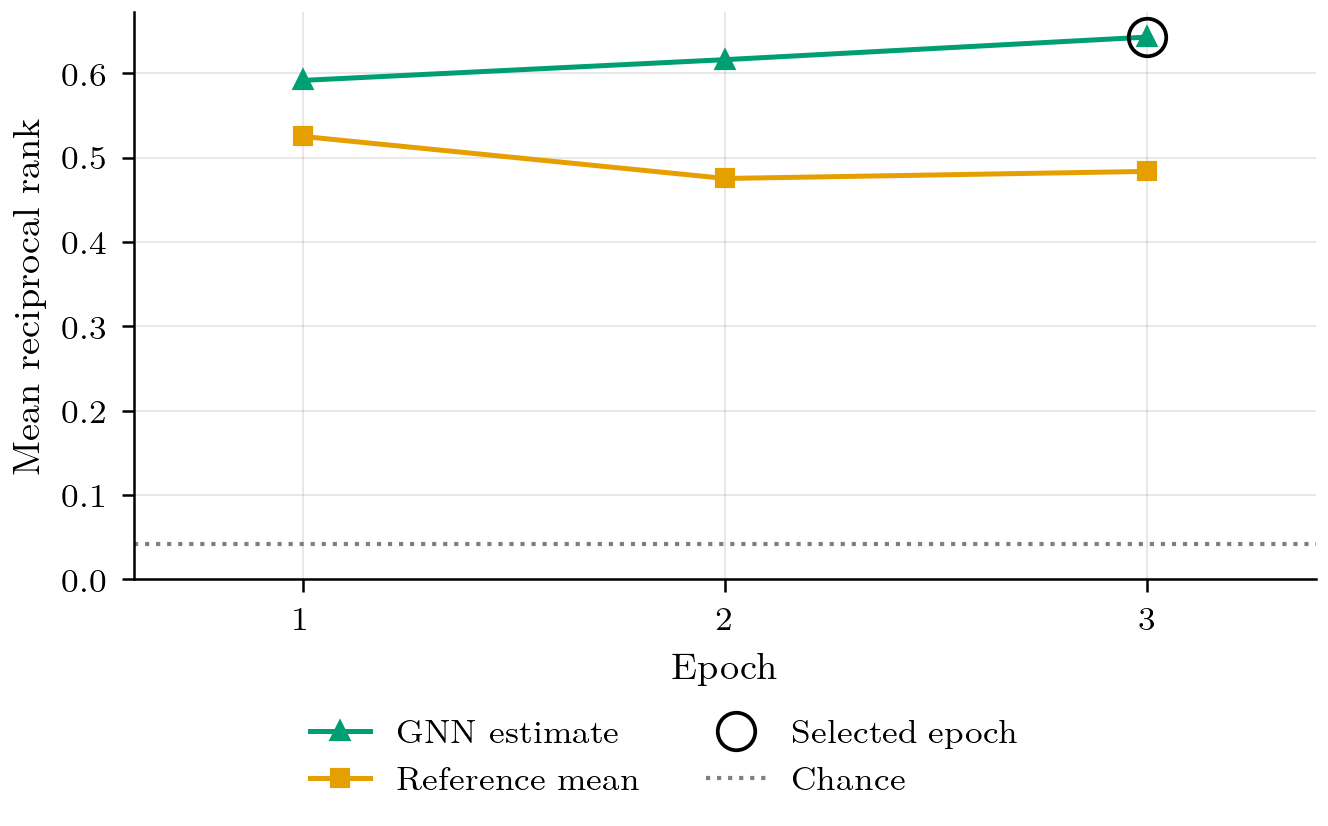 Mean reciprocal rank
0.6
0.5
0.4
0.3
0.2
0.1
0.0
1 2 3
Epoch
GNN estimate
Reference mean
Selected epoch
Chance